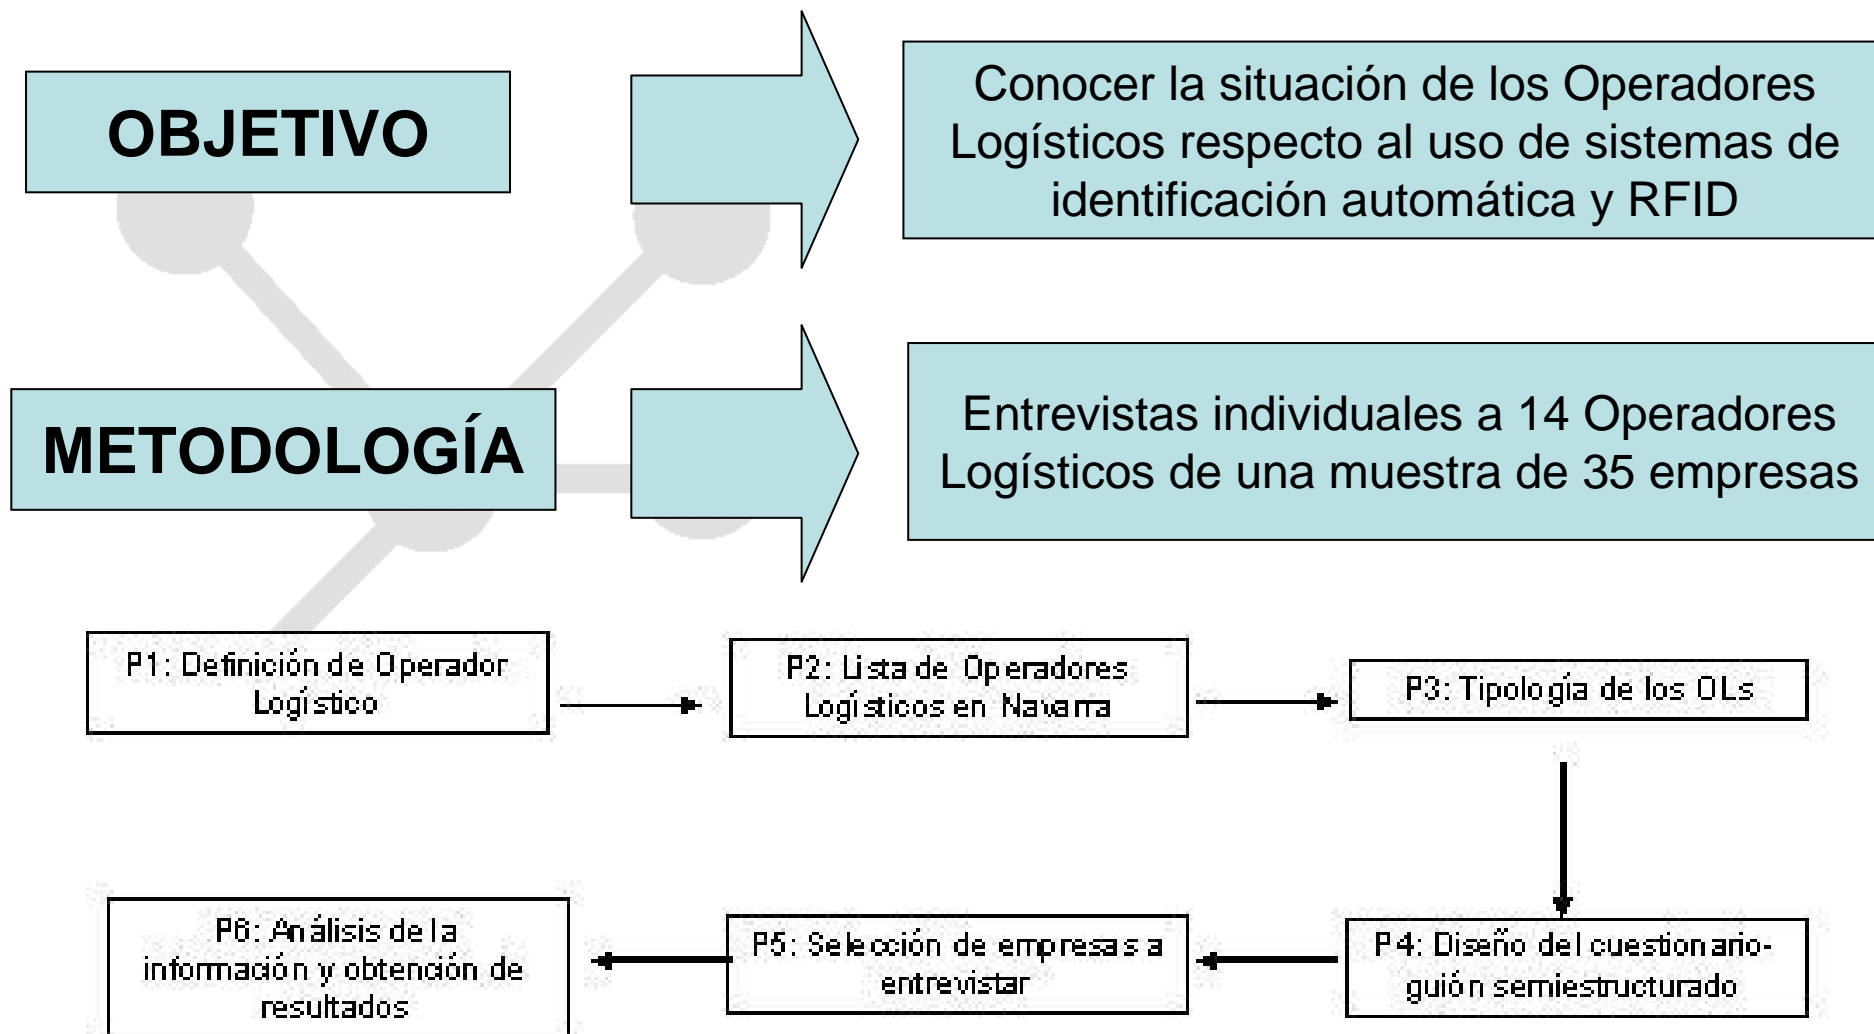 OBJETIVO
Conocer la situación de los Operadores
Logísticos respecto al uso de sistemas de
identificación automática y RFID
METODOLOGÍA
Entrevistas individuales a 14 Operadores
Logísticos de una muestra de 35 empresas
P1: Definición de Operador
Logístico
P2: Lista de Operadores
Logísticos en Navarra
P3: Tipología de los OLs
P4: Diseño del cuestionario-
guión semiestructurado
P5: Selección de empresas a
entrevistar
P6: Análisis de la
información y obtención de
resultados